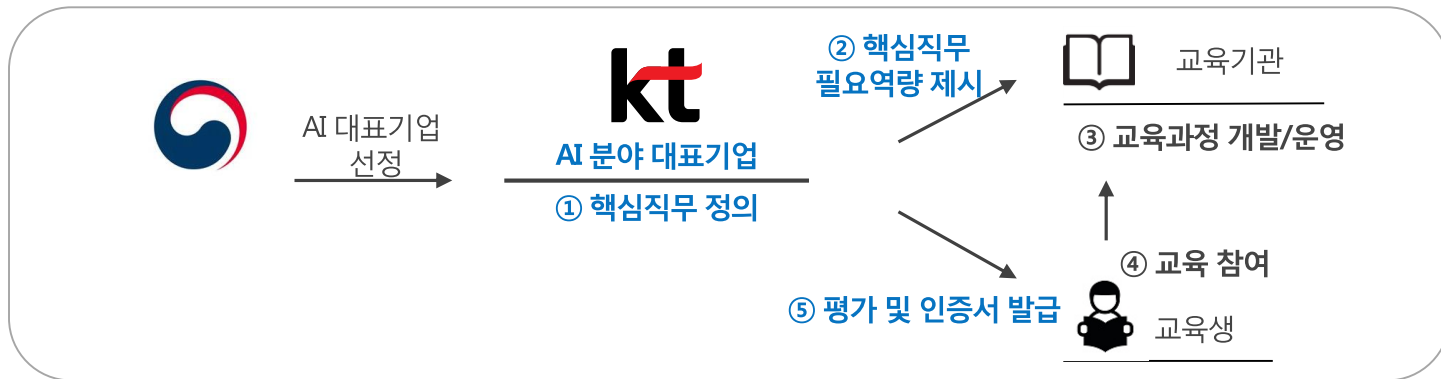 AI 대표기업
선정
kt
AI 분야 대표기업
① 핵심직무 정의
② 핵심직무
필요역량 제시
교육기관
③ 교육과정 개발/운영
④ 교육 참여
⑤ 평가 및 인증서 발급
교육생